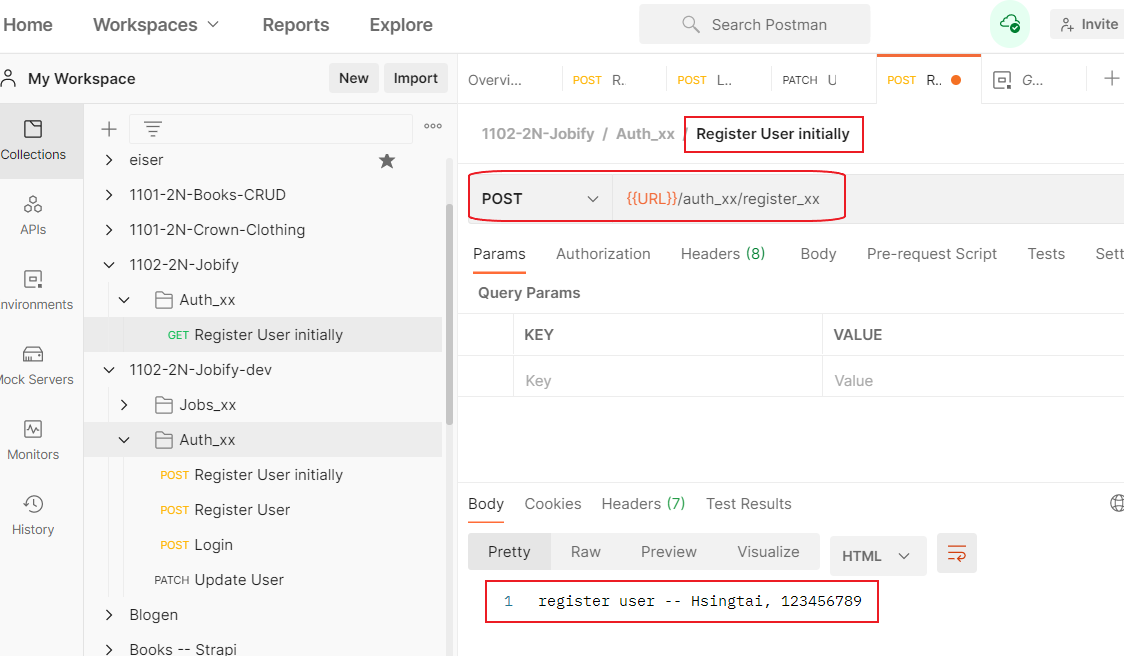 Home Workspaces Reports Explore Search Postman Invite
My Workspace New Import
Overvi... POST R. POST L.. PATCH U POST R.. G...
Collections
eiser
1101-2N-Books-CRUD
APIs
1101-2N-Crown-Clothing
1102-2N-Jobify
nvironments
Auth_xx
GET Register User initially
Mock Servers
1102-2N-Jobify-dev
Jobs_xx
Monitors
Auth_xx
POST Register User initially
History
POST Register User
POST Login
PATCH Update User
Blogen
Books -- Strapi
1102-2N-Jobify / Auth_xx / Register User initially
POST {{URL}}/auth_xx/register_xx
Params Authorization Headers (8) Body Pre-request Script Tests Sett
Query Params
KEY VALUE
Key Value
Body Cookies Headers (7) Test Results
Pretty Raw Preview Visualize HTML
1 register user -- Hsingtai, 123456789